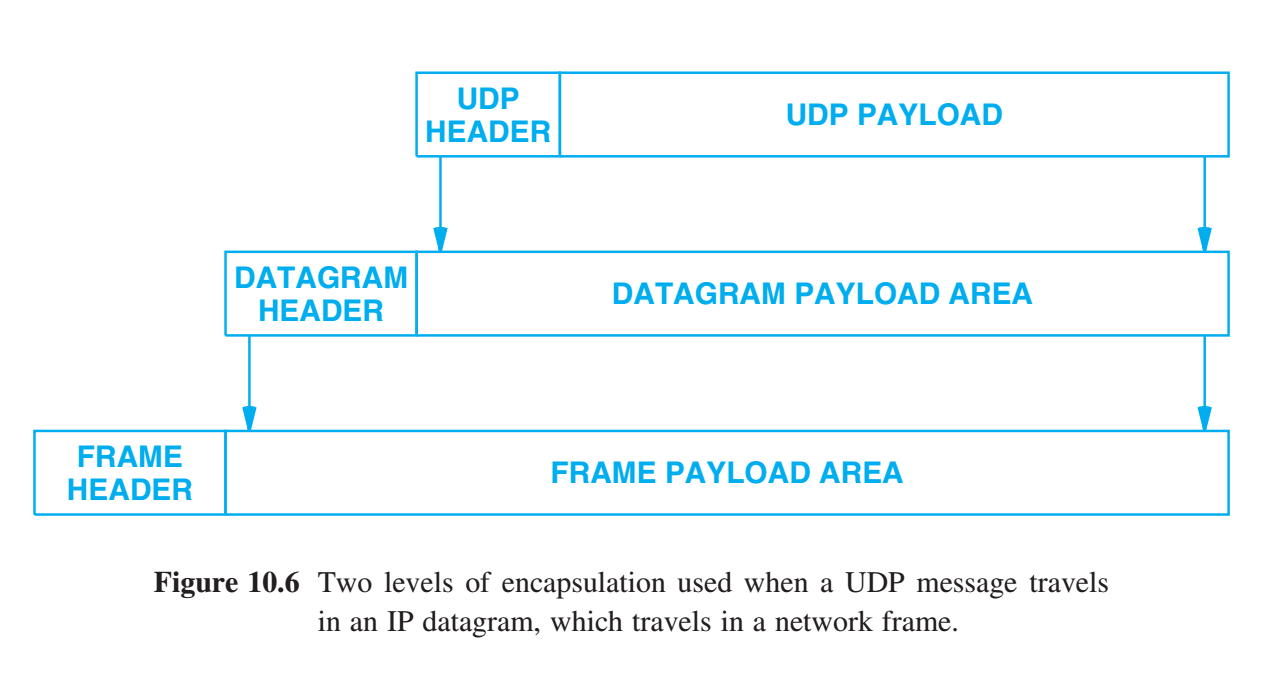 UDP
HEADER
UDP PAYLOAD
DATAGRAM
HEADER
DATAGRAM PAYLOAD AREA
FRAME
HEADER
FRAME PAYLOAD AREA
Figure 10.6 Two levels of encapsulation used when a UDP message travels
in an IP datagram, which travels in a network frame.